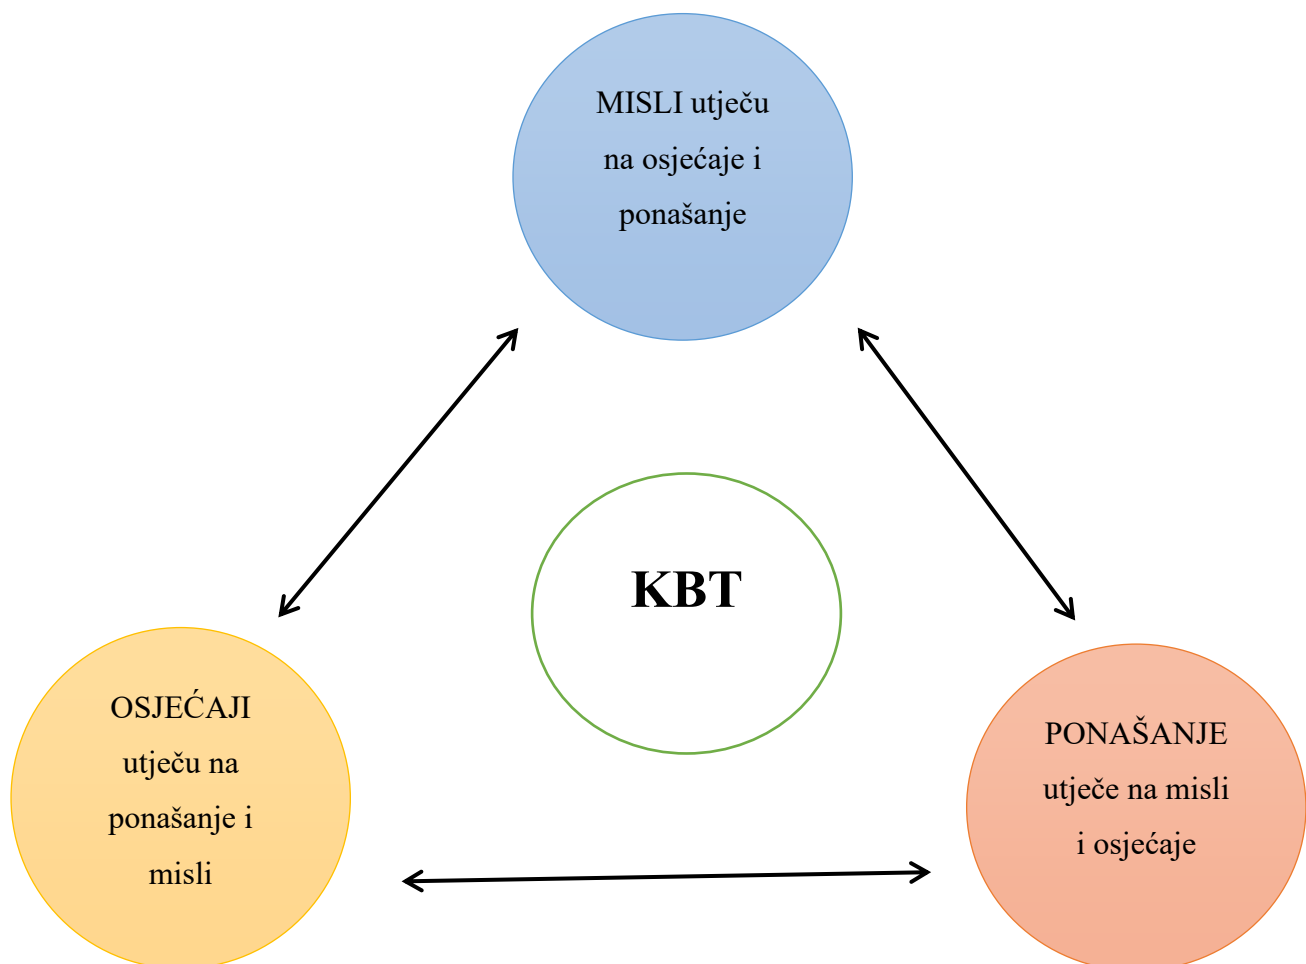 MISLI utječu
na osjećaje i
ponašanje
KBT
OSJEĆAJI
utječu na
ponašanje i
misli
PONAŠANJE
utječe na misli
i osjećaje